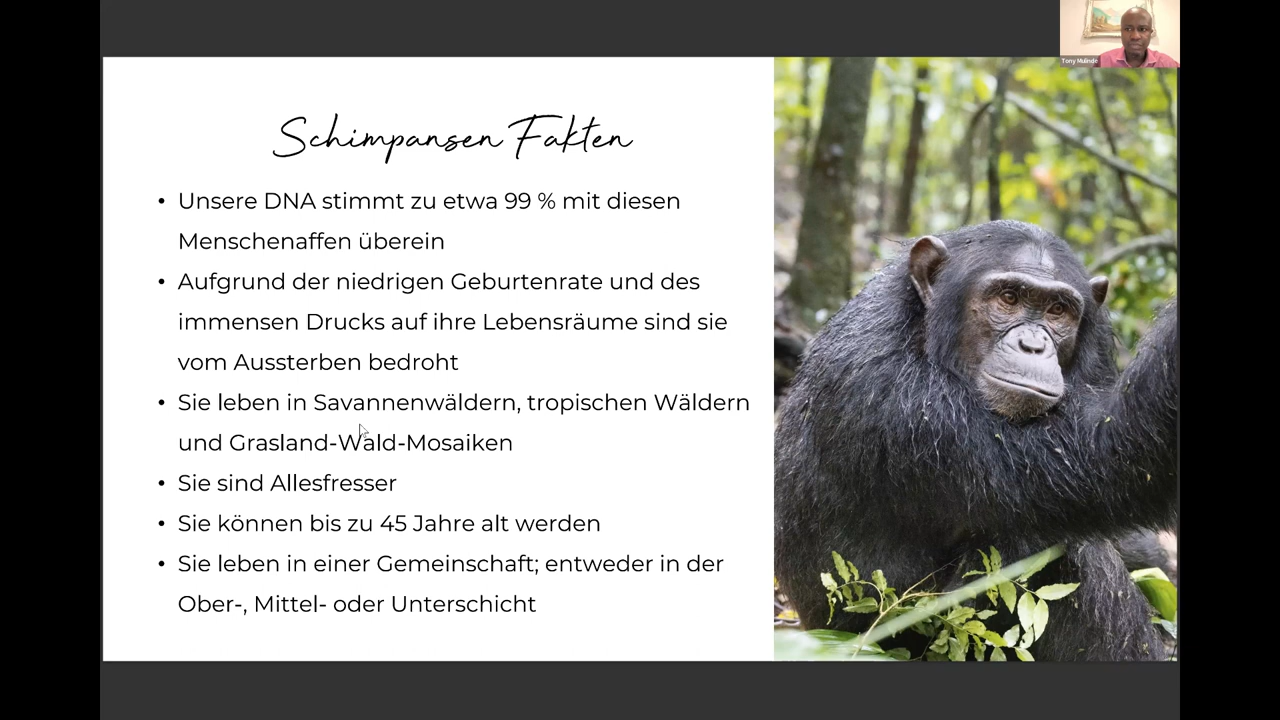 Tony Mulinde
Schimpansen Fakten
• Unsere DNA stimmt zu etwa 99 % mit diesen
Menschenaffen überein
• Aufgrund der niedrigen Geburtenrate und des
immensen Drucks auf ihre Lebensräume sind sie
vom Aussterben bedroht
• Sie leben in Savannenwäldern, tropischen Wäldern
und Grasland-Wald-Mosaiken
• Sie sind Allesfresser
• Sie können bis zu 45 Jahre alt werden
• Sie leben in einer Gemeinschaft; entweder in der
Ober-, Mittel- oder Unterschicht